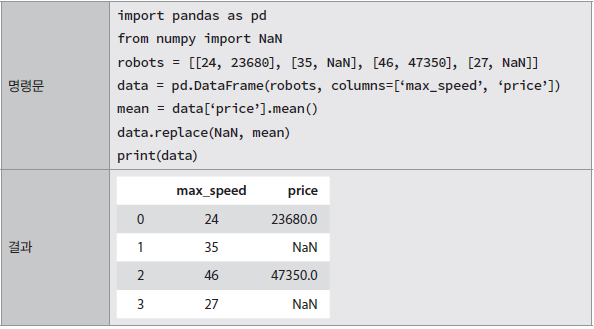 명령문
import pandas as pd
from numpy import NaN
robots = [[24, 23680], [35, NaN], [46, 47350], [27, NaN]]
data = pd.DataFrame(robots, columns=[‘max_speed’, ‘price’])
mean = data[‘price’].mean()
data.replace(NaN, mean)
print(data)
결과
max_speed price
0 24 23680.0
1 35 NaN
2 46 47350.0
3 27 NaN